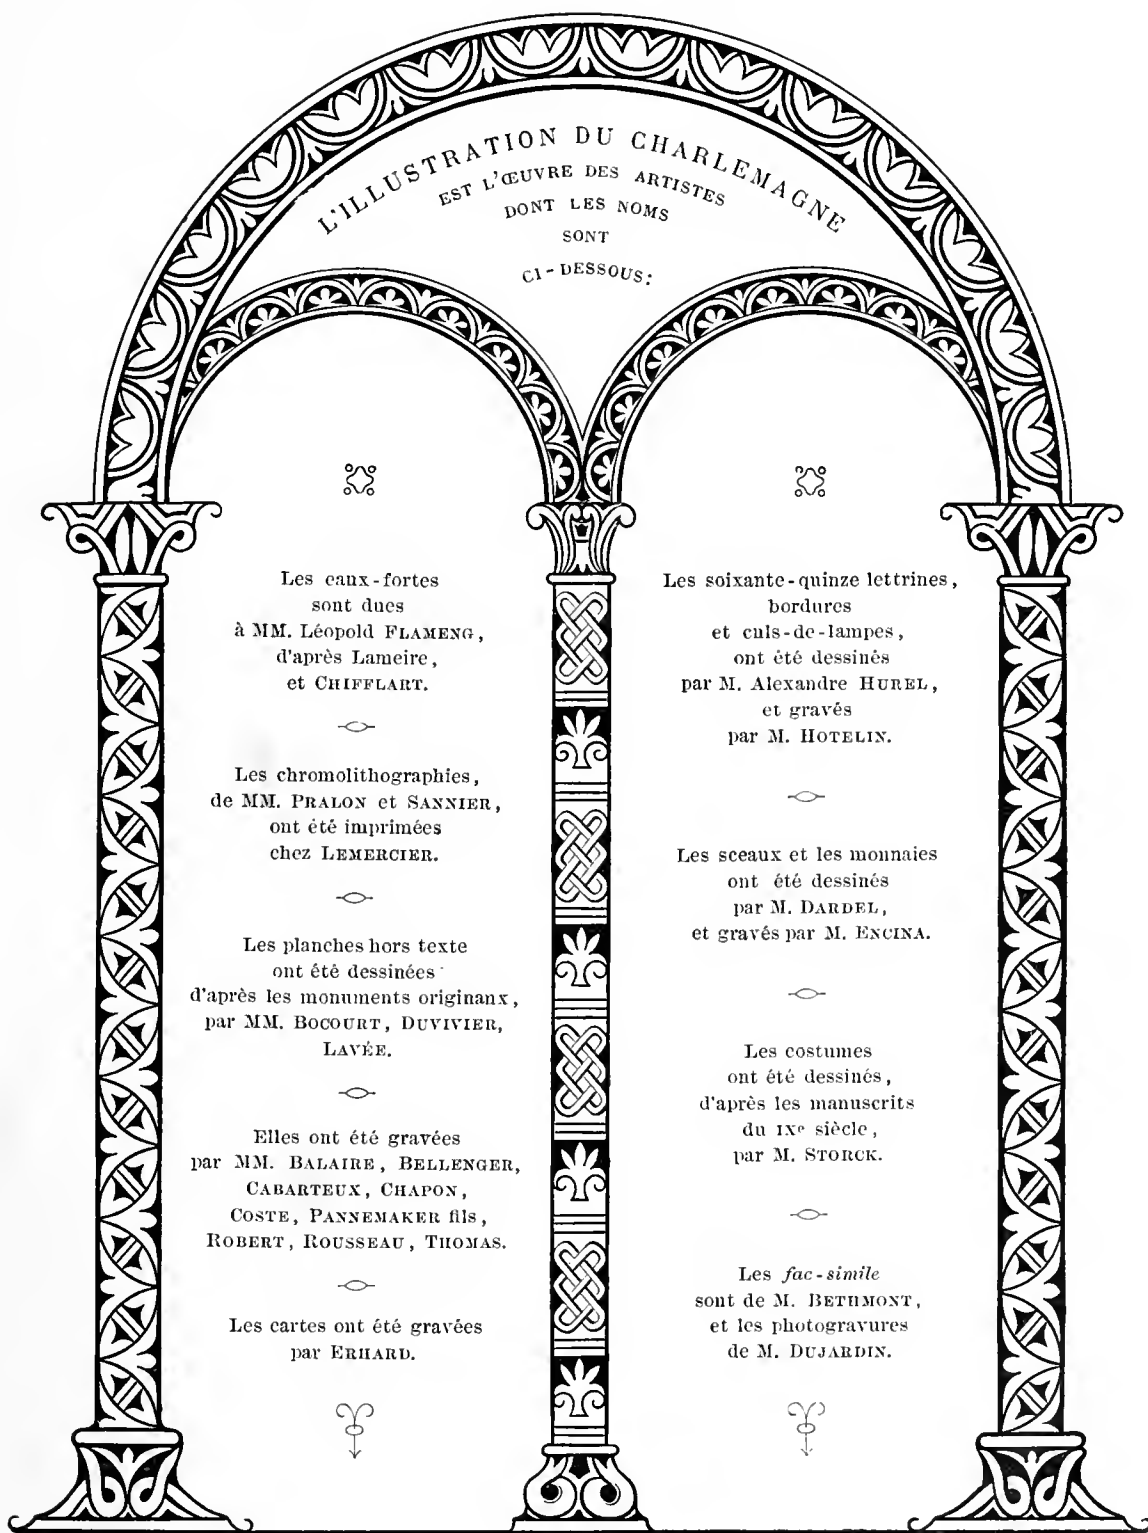 L'ILLUSTRATION DU CHARLEMAGNE
EST L'ŒUVRE DES ARTISTES
DONT LES NOMS
SONT
CI-DESSOUS:
Les eaux-fortes
sont dues
à MM. Léopold FLAMENG,
d'après Lameire,
et CHIFFLART.
Les chromolithographies,
de MM. PRALON et SANNIER,
ont été imprimées
chez LEMERCIER.
Les planches hors texte
ont été dessinées
d'après les monuments originaux,
par MM. BOCOURT, DUVIVIER,
LAVÉE.
Elles ont été gravées
par MM. BALAIRE, BELLENGER,
CABARTEUX, CHAPON,
COSTE, PANNEMAKER fils,
ROBERT, ROUSSEAU, THOMAS.
Les cartes ont été gravées
par ERHARD.
Les soixante-quinze lettrines,
bordures
et culs-de-lampes,
ont été dessinés
par M. Alexandre HUREL,
et gravés
par M. HOTELIN.
Les sceaux et les monnaies
ont été dessinés
par M. DARDEL,
et gravés par M. ENCINA.
Les costumes
ont été dessinés,
d'après les manuscrits
du IXe siècle,
par M. STORCK.
Les fac-simile
sont de M. BETHMONT,
et les photogravures
de M. DUJARDIN.